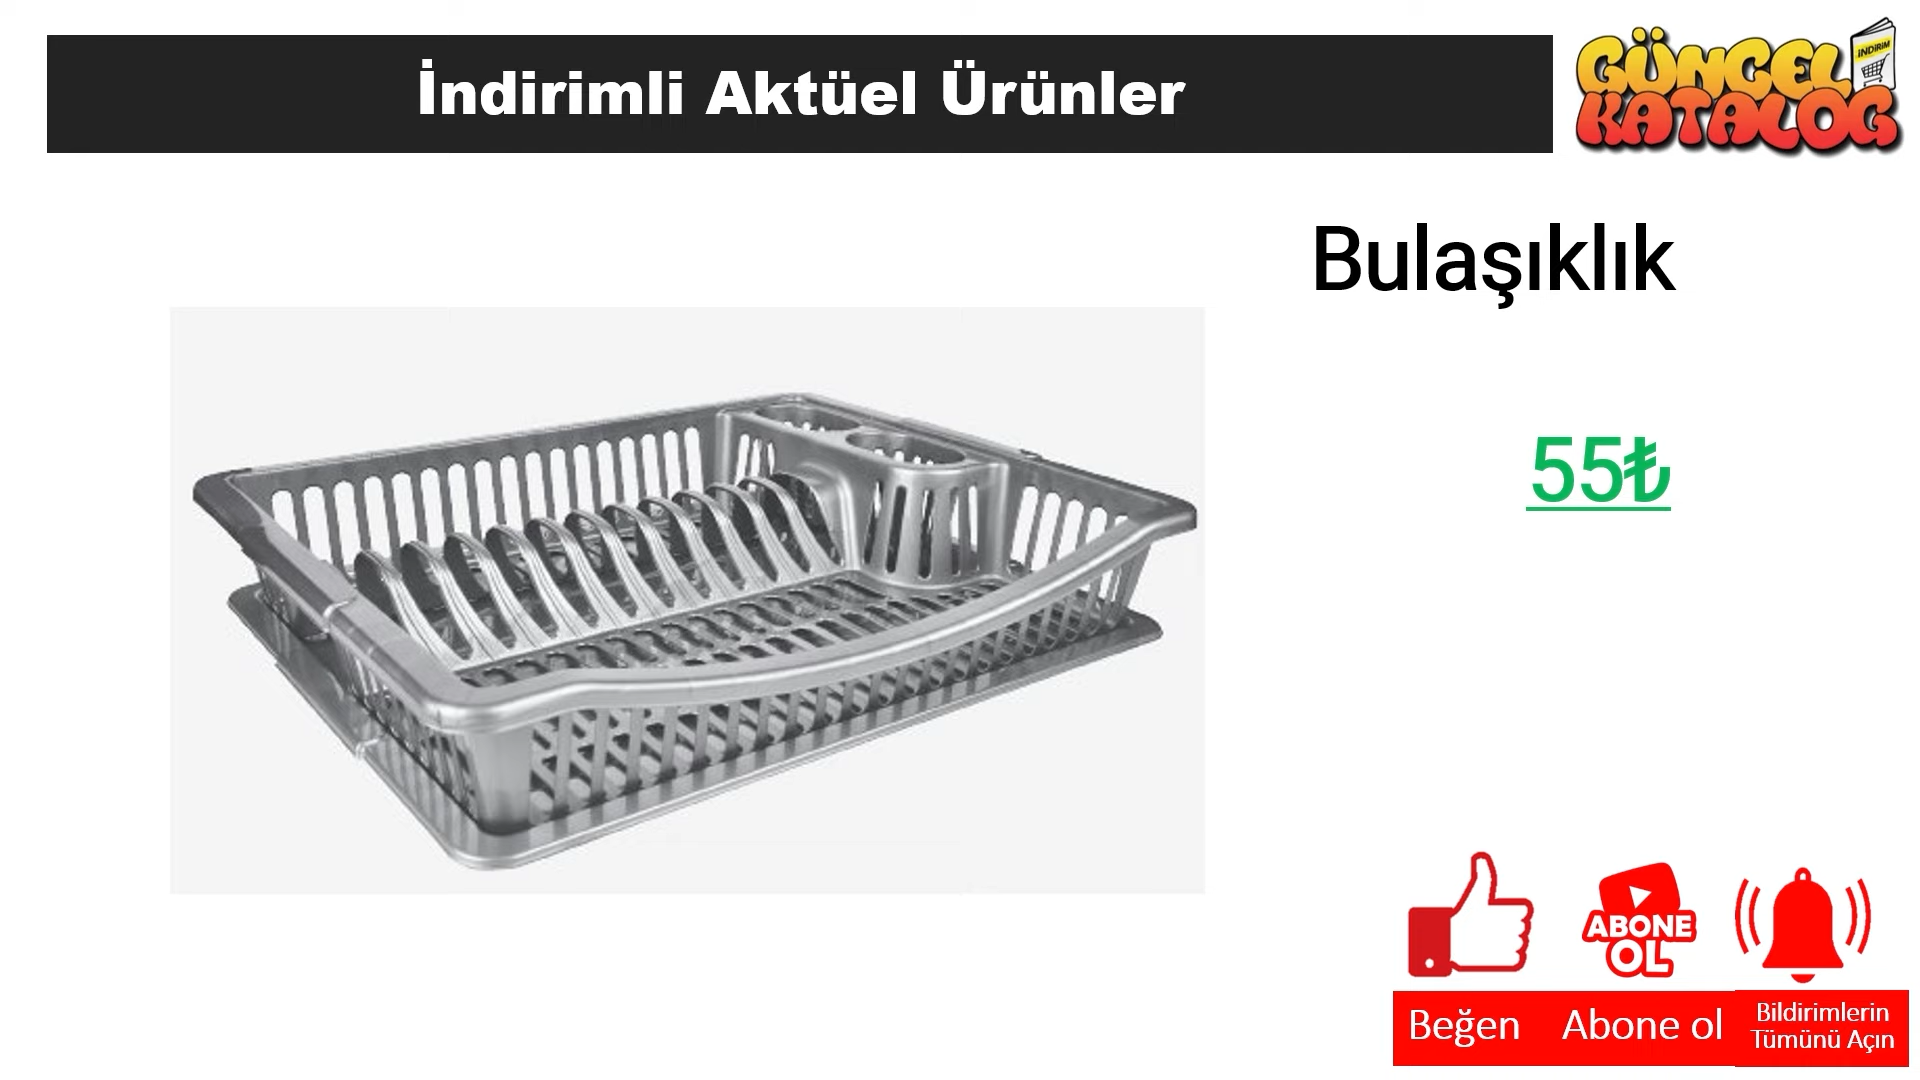 İndirimli Aktüel Ürünler
GÜNCEL
KATALOG
İNDİRİM
Bulaşıklık
55₺
ABONE
OL
Beğen
Abone ol
Bildirimlerin
Tümünü Açın